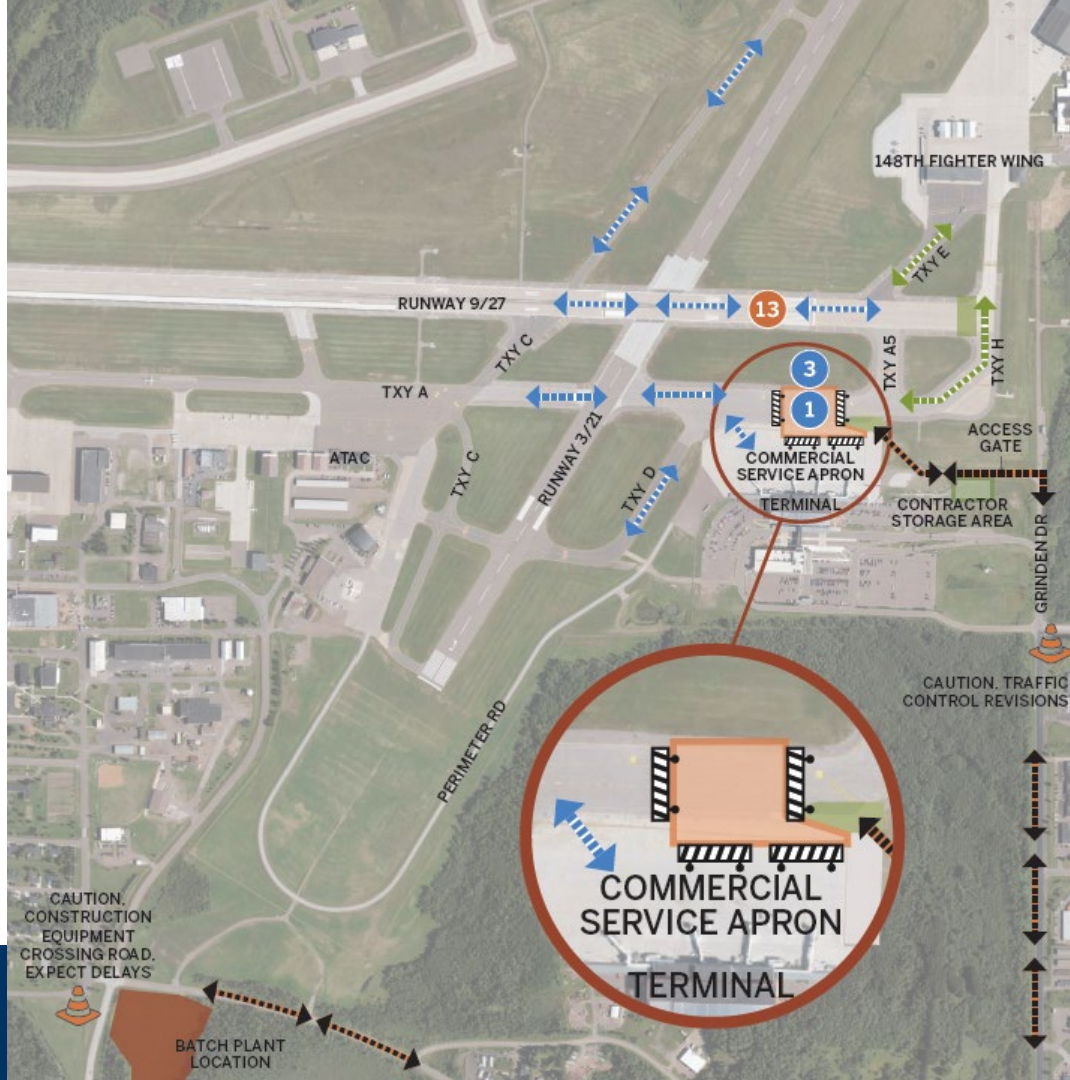 148TH FIGHTER WING
TXY E
RUNWAY 9/27
13
TXY C
TXY A5
TXY H
3
TXY A
1
RUNWAY 3/21
ACCESS
GATE
ATAC
TXY C
TXY D
COMMERCIAL
SERVICE APRON
TERMINAL
CONTRACTOR
STORAGE AREA
GRINDEN DR
CAUTION, TRAFFIC
CONTROL REVISIONS
PERIMETER RD
COMMERCIAL
SERVICE APRON
TERMINAL
CAUTION,
CONSTRUCTION
EQUIPMENT
CROSSING ROAD,
EXPECT DELAYS
BATCH PLANT
LOCATION